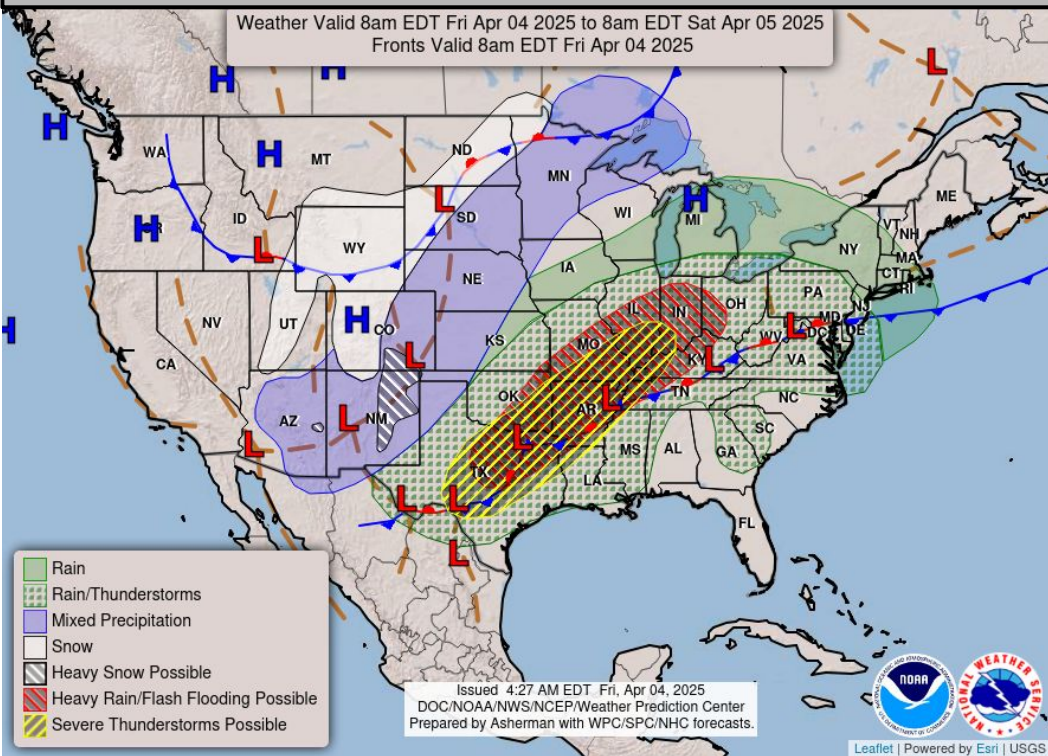 Weather Valid 8am EDT Fri Apr 04 2025 to 8am EDT Sat Apr 05 2025
Fronts Valid 8am EDT Fri Apr 04 2025
H
H
L
H
WA
H
MT
ND
MN
ME
L
SD
H
MI
WI
VT
NH
H
ID
L
WY
NY
MA
CT
RI
IA
NE
PA
NJ
H
NV
UT
H
CO
IL
IN
OH
MD
DE
DC
L
WV
CA
KS
MO
KY
L
VA
L
OK
TN
NC
AZ
L
NM
AR
L
SC
L
L
MS
AL
GA
TX
LA
L
L
FL
L
Rain
Rain/Thunderstorms
Mixed Precipitation
Snow
Heavy Snow Possible
Heavy Rain/Flash Flooding Possible
Severe Thunderstorms Possible
Issued 4:27 AM EDT Fri, Apr 04, 2025
DOC/NOAA/NWS/NCEP/Weather Prediction Center
Prepared by Asherman with WPC/SPC/NHC forecasts.
NOAA
NATIONAL WEATHER SERVICE
Leaflet | Powered by Esri | USGS